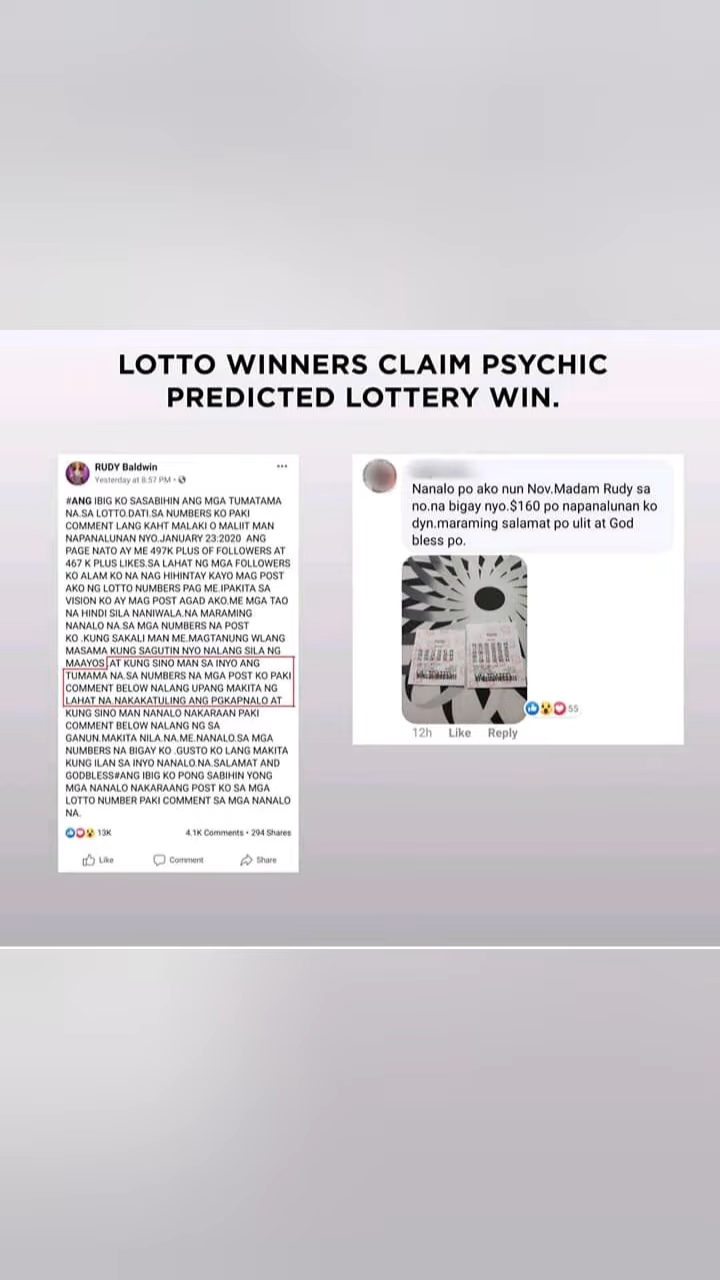 LOTTO WINNERS CLAIM PSYCHIC
PREDICTED LOTTERY WIN.
RUDY Baldwin
Yesterday at 8:57 PM
#ANG IBIG KO SASABIHIN ANG MGA TUMATAMA
NA.SA LOTTO.DATI.SA NUMBERS KO PAKI
COMMENT LANG KAHT MALAKI O MALIIT MAN
NAPANALUNAN NYO.JANUARY 23:2020 ANG
PAGE NATO AY ME 497K PLUS OF FOLLOWERS AT
467 K PLUS LIKES.SA LAHAT NG MGA FOLLOWERS
KO ALAM KO NA NAG HIHINTAY KAYO MAG POST
AKO NG LOTTO NUMBERS PAG ME.IPAKITA SA
VISION KO AY MAG POST AGAD AKO.ME MGA TAO
NA HINDI SILA NANIWALA.NA MARAMING
NANALO NA.SA MGA NUMBERS NA POST
KO .KUNG SAKALI MAN ME.MAGTANUNG WLANG
MASAMA KUNG SAGUTIN NYO NALANG SILA NG
MAAYOS AT KUNG SINO MAN SA INYO ANG
TUMAMA NA.SA NUMBERS NA MGA POST KO PAKI
COMMENT BELOW NALANG UPANG MAKITA NG
LAHAT NA.NAKAKATULING ANG PGKAPNALO AT
KUNG SINO MAN NANALO NAKARAAN PAKI
COMMENT BELOW NALANG NG SA
GANUN.MAKITA NILA.NA.ME.NANALO.SA MGA
NUMBERS NA BIGAY KO .GUSTO KO LANG MAKITA
KUNG ILAN SA INYO NANALO.NA.SALAMAT AND
GODBLESS#ANG IBIG KO PONG SABIHIN YONG
MGA NANALO NAKARAANG POST KO SA MGA
LOTTO NUMBER PAKI COMMENT SA MGA NANALO
NA.
13K 4.1K Comments • 294 Shares
Like Comment Share
Nanalo po ako nun Nov.Madam Rudy sa
no.na bigay nyo.$160 po napanalunan ko
dyn.maraming salamat po ulit at God
bless po.
55
12h Like Reply